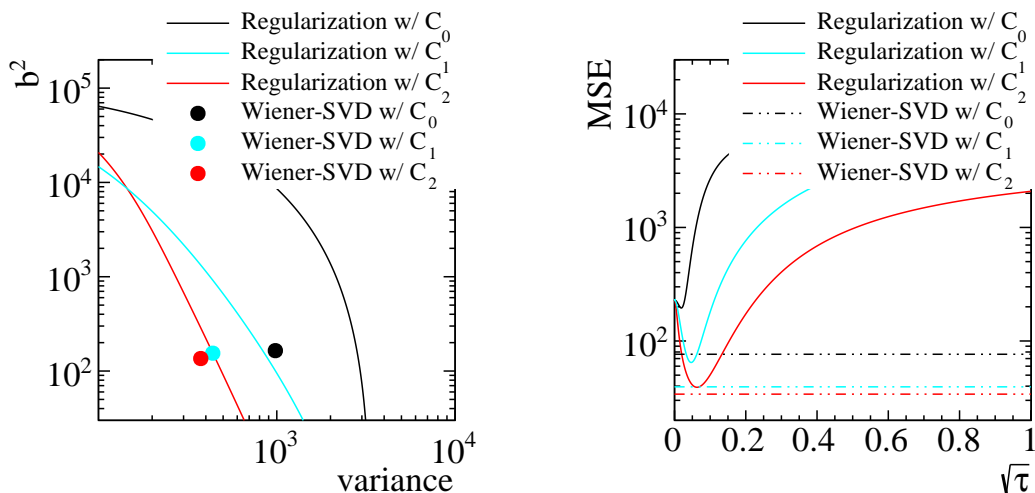 Regularization w/ C₀
Regularization w/ C₁
Regularization w/ C₂
Wiener-SVD w/ C₀
Wiener-SVD w/ C₁
Wiener-SVD w/ C₂
b²
10⁵
10⁴
10³
10²
10³
10⁴
variance
Regularization w/ C₀
Regularization w/ C₁
Regularization w/ C₂
Wiener-SVD w/ C₀
Wiener-SVD w/ C₁
Wiener-SVD w/ C₂
MSE
10⁴
10³
10²
0 0.2 0.4 0.6 0.8 1
√τ